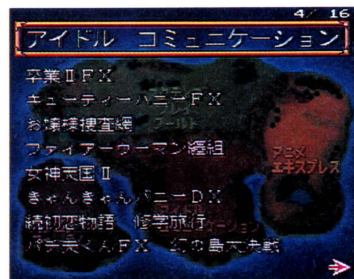 4／16
アイドル　コミュニケーション
卒業ⅡFX
キューティーハニーFX
お嬢様捜査網
ファイアーウーマン纏組
女神天国Ⅱ
きゃんきゃんバニーDX
続初恋物語　修学旅行
パチ夫くんFX　幻の島大決戦
アニメ
エキスプレス